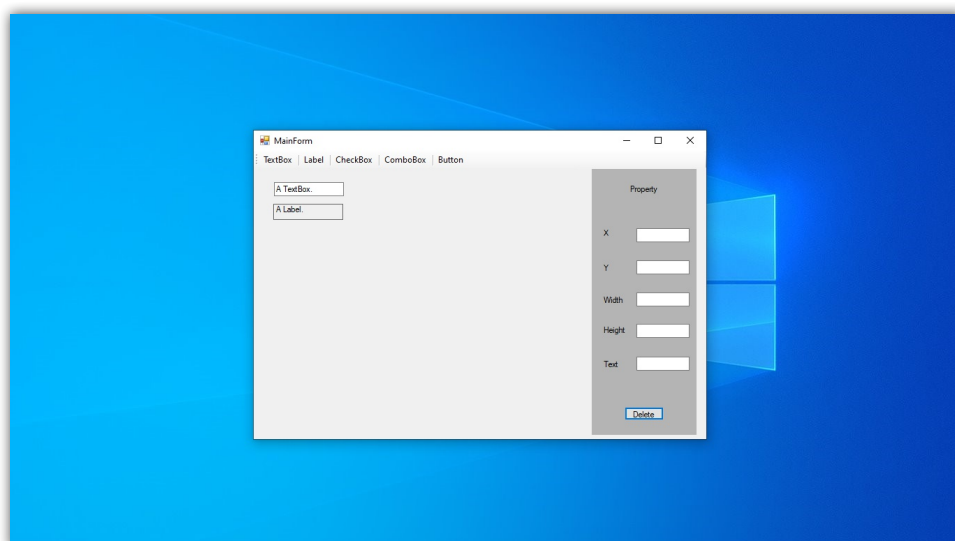 MainForm
TextBox Label CheckBox ComboBox Button
A TextBox.
A Label.
Property
X
Y
Width
Height
Text
Delete